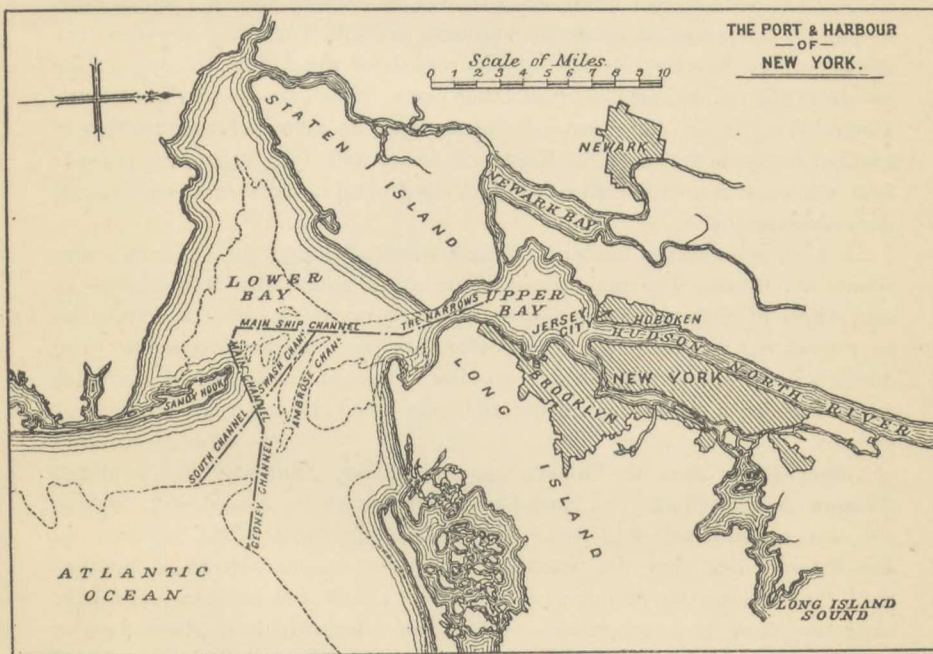 THE PORT & HARBOUR
OF
NEW YORK.
Scale of Miles.
0 1 2 3 4 5 6 7 8 9 10
STATEN
ISLAND
NEWARK
NEWARK BAY
LOWER
BAY
MAIN SHIP CHANNEL
THE NARROWS
UPPER
BAY
JERSEY
CITY
HOBOKEN
HUDSON
NORTH RIVER
NEW YORK
BROOKLYN
LONG
ISLAND
SANDY HOOK
MAIN CHANNEL
SWASH CHAN.
AMBROSE CHAN.
SOUTH CHANNEL
GEDNEY CHANNEL
ATLANTIC
OCEAN
LONG ISLAND
SOUND